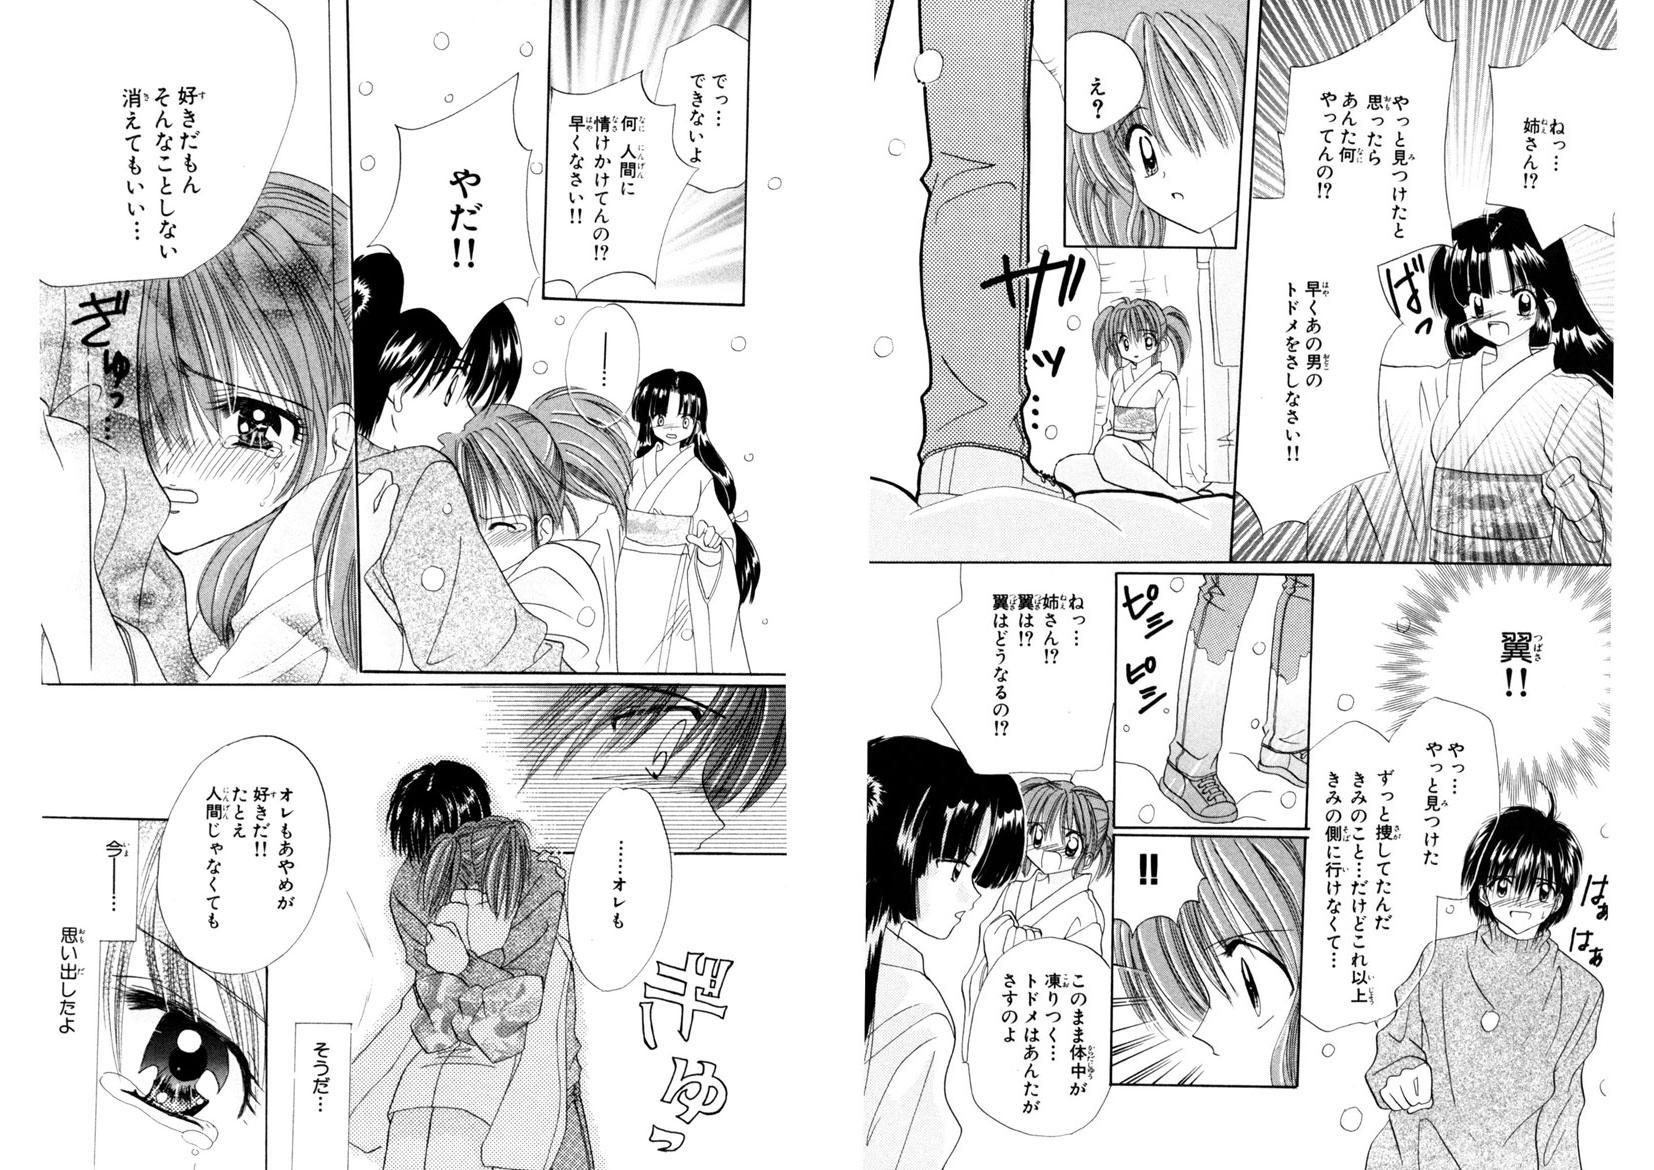 ねっ…
姉さん!?
やっと見つけたと
思ったら
あんた何
やってんの!?
ばっ
早くあの男の
トドメをさしなさい!!
え?
ザッ……
翼!!
やっ…
やっと見つけた
ずっと捜してたんだ
きみのこと…だけどこれ以上
きみの側に行けなくて…
はぁ
はぁ
ピシ
ピシ
!!
ねっ…
姉さん!?
翼は!?
翼はどうなるの!?
このまま体中が
凍りつく…
トドメはあんたが
さすのよ
でっ…
できないよ
何人間に
情けかけてんの!?
早くなさい!!
――!
やだ!!
好きだもん
そんなことしない
消えてもいい…
ぎゅっ……
……オレも
ギュっ
オレもあやめが
好きだ!!
たとえ
人間じゃなくても
そうだ…
今――……
思い出したよ